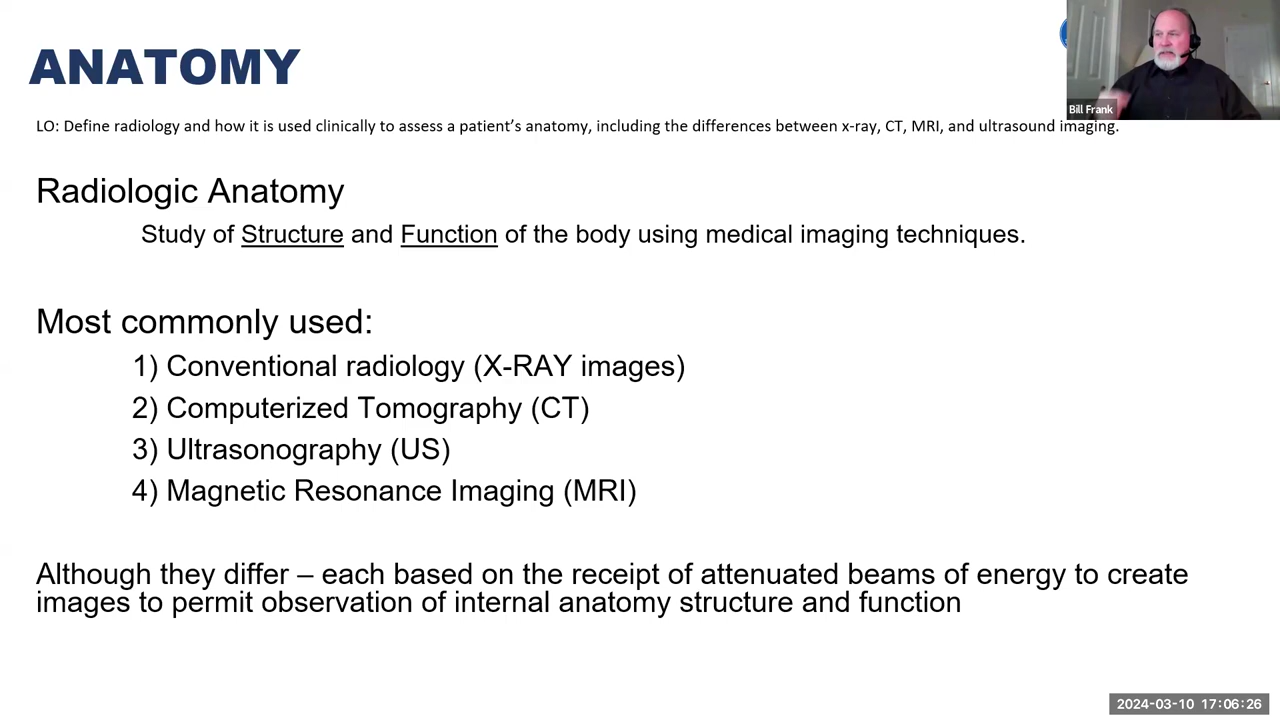 ANATOMY
Bill Frank
LO: Define radiology and how it is used clinically to assess a patient’s anatomy, including the differences between x-ray, CT, MRI, and ultrasound imaging.
Radiologic Anatomy
Study of Structure and Function of the body using medical imaging techniques.
Most commonly used:
1) Conventional radiology (X-RAY images)
2) Computerized Tomography (CT)
3) Ultrasonography (US)
4) Magnetic Resonance Imaging (MRI)
Although they differ – each based on the receipt of attenuated beams of energy to create
images to permit observation of internal anatomy structure and function
2024-03-10 17:06:26